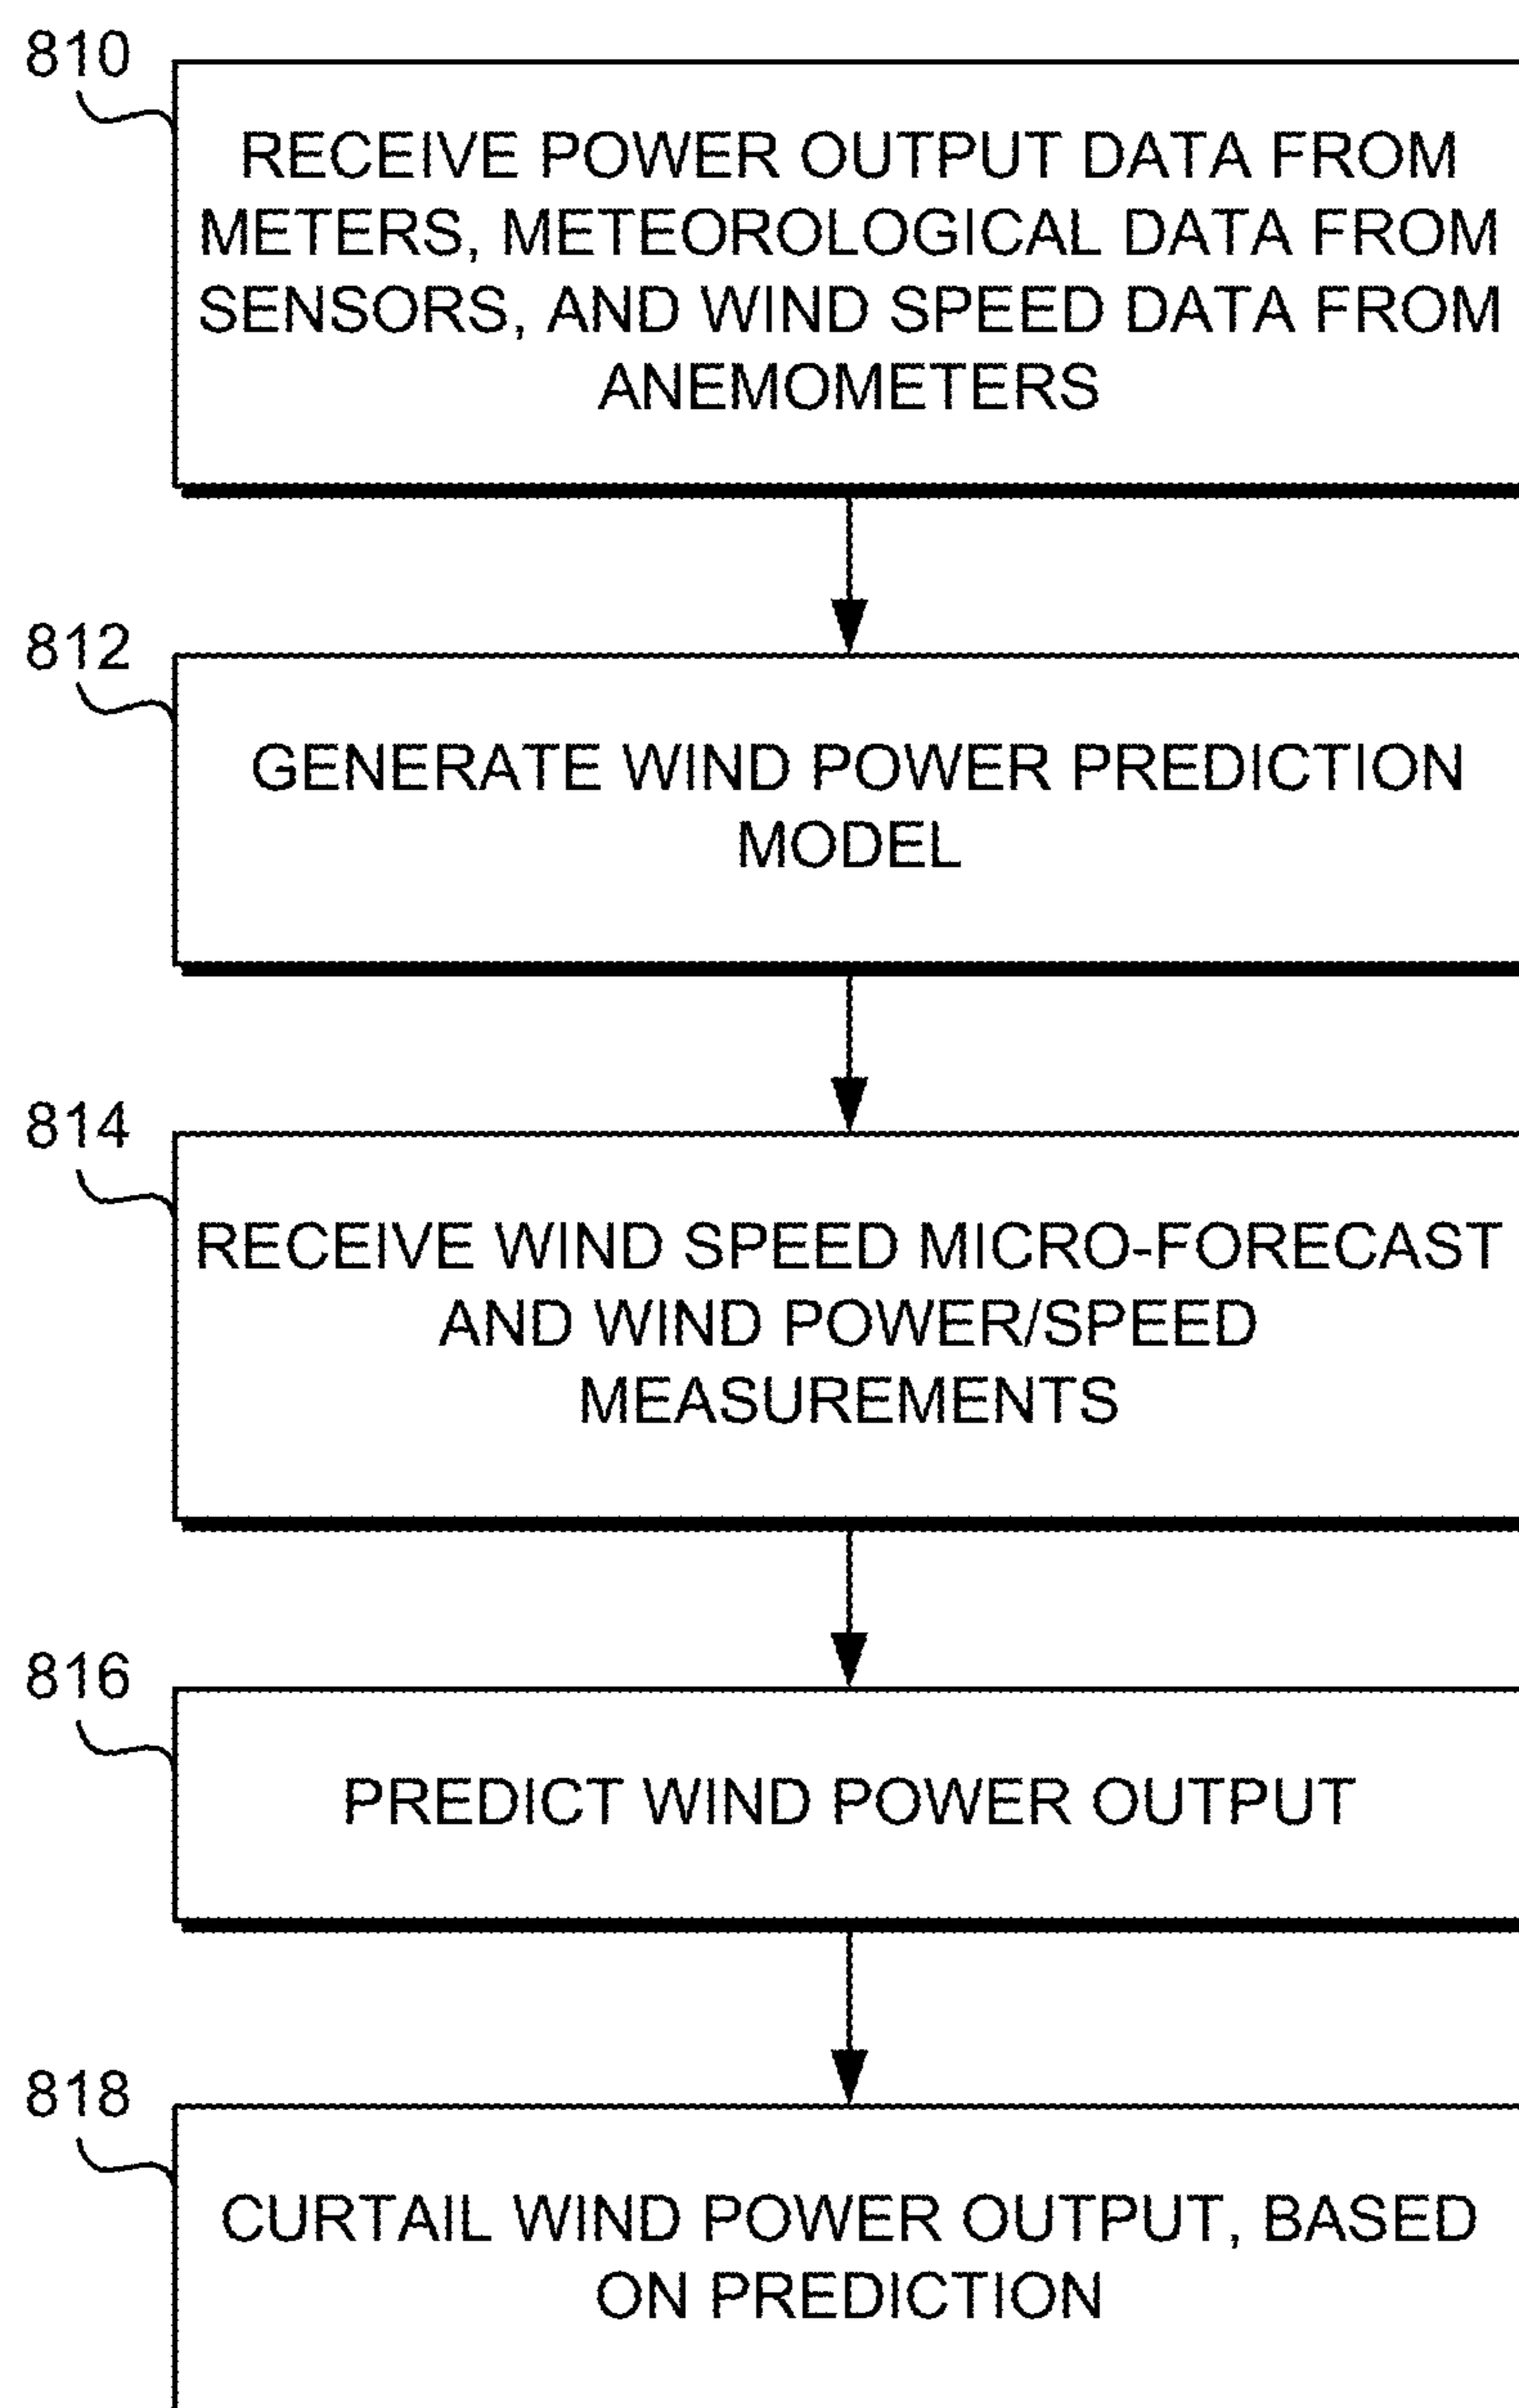 810
RECEIVE POWER OUTPUT DATA FROM
METERS, METEOROLOGICAL DATA FROM
SENSORS, AND WIND SPEED DATA FROM
ANEMOMETERS
812
GENERATE WIND POWER PREDICTION
MODEL
814
RECEIVE WIND SPEED MICRO-FORECAST
AND WIND POWER/SPEED
MEASUREMENTS
816
PREDICT WIND POWER OUTPUT
818
CURTAIL WIND POWER OUTPUT, BASED
ON PREDICTION